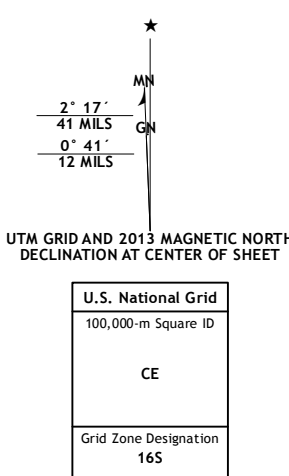 MN
2° 17´
41 MILS
GN
0° 41´
12 MILS
UTM GRID AND 2013 MAGNETIC NORTH
DECLINATION AT CENTER OF SHEET
U.S. National Grid
100,000-m Square ID
CE
Grid Zone Designation
16S